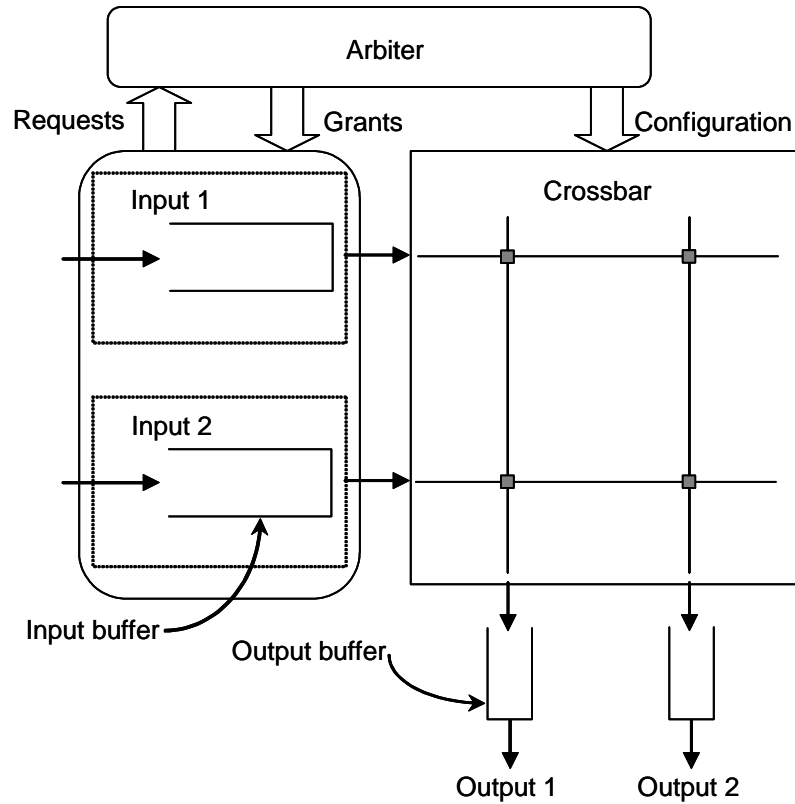 Arbiter
Requests
Grants
Configuration
Input 1
Crossbar
Input 2
Input buffer
Output buffer
Output 1
Output 2